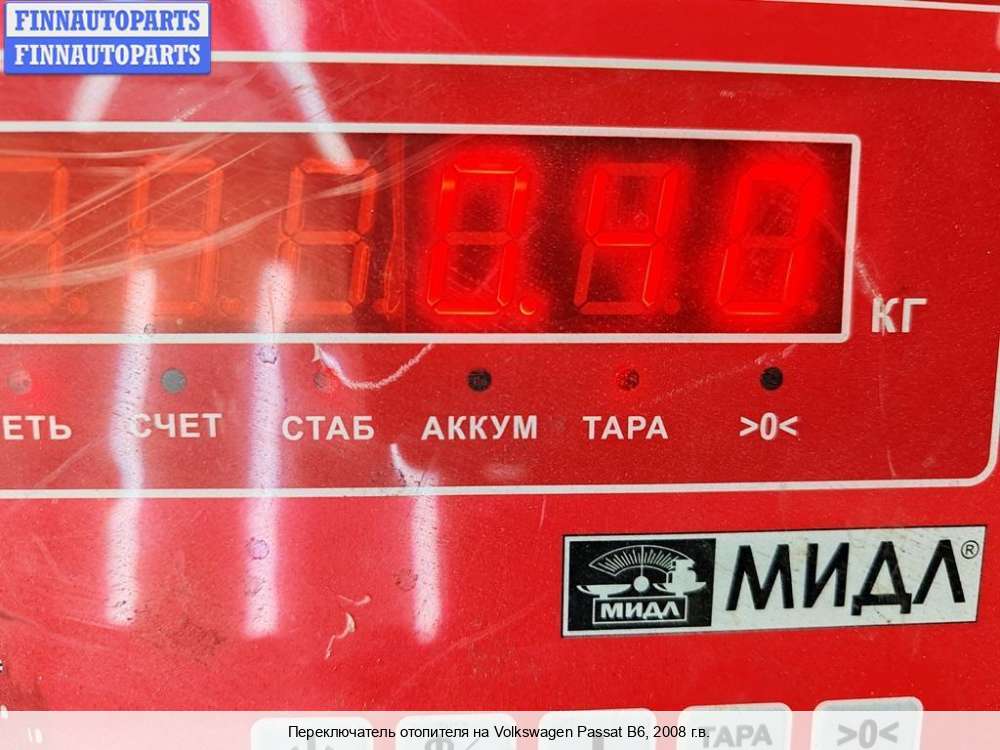 FINNAUTOPARTS
FINNAUTOPARTS
0.40
КГ
ЕТЬ СЧЕТ СТАБ АККУМ ТАРА >0<
МИДЛ МИДЛ®
ТАРА >0<
Переключатель отопителя на Volkswagen Passat B6, 2008 г.в.